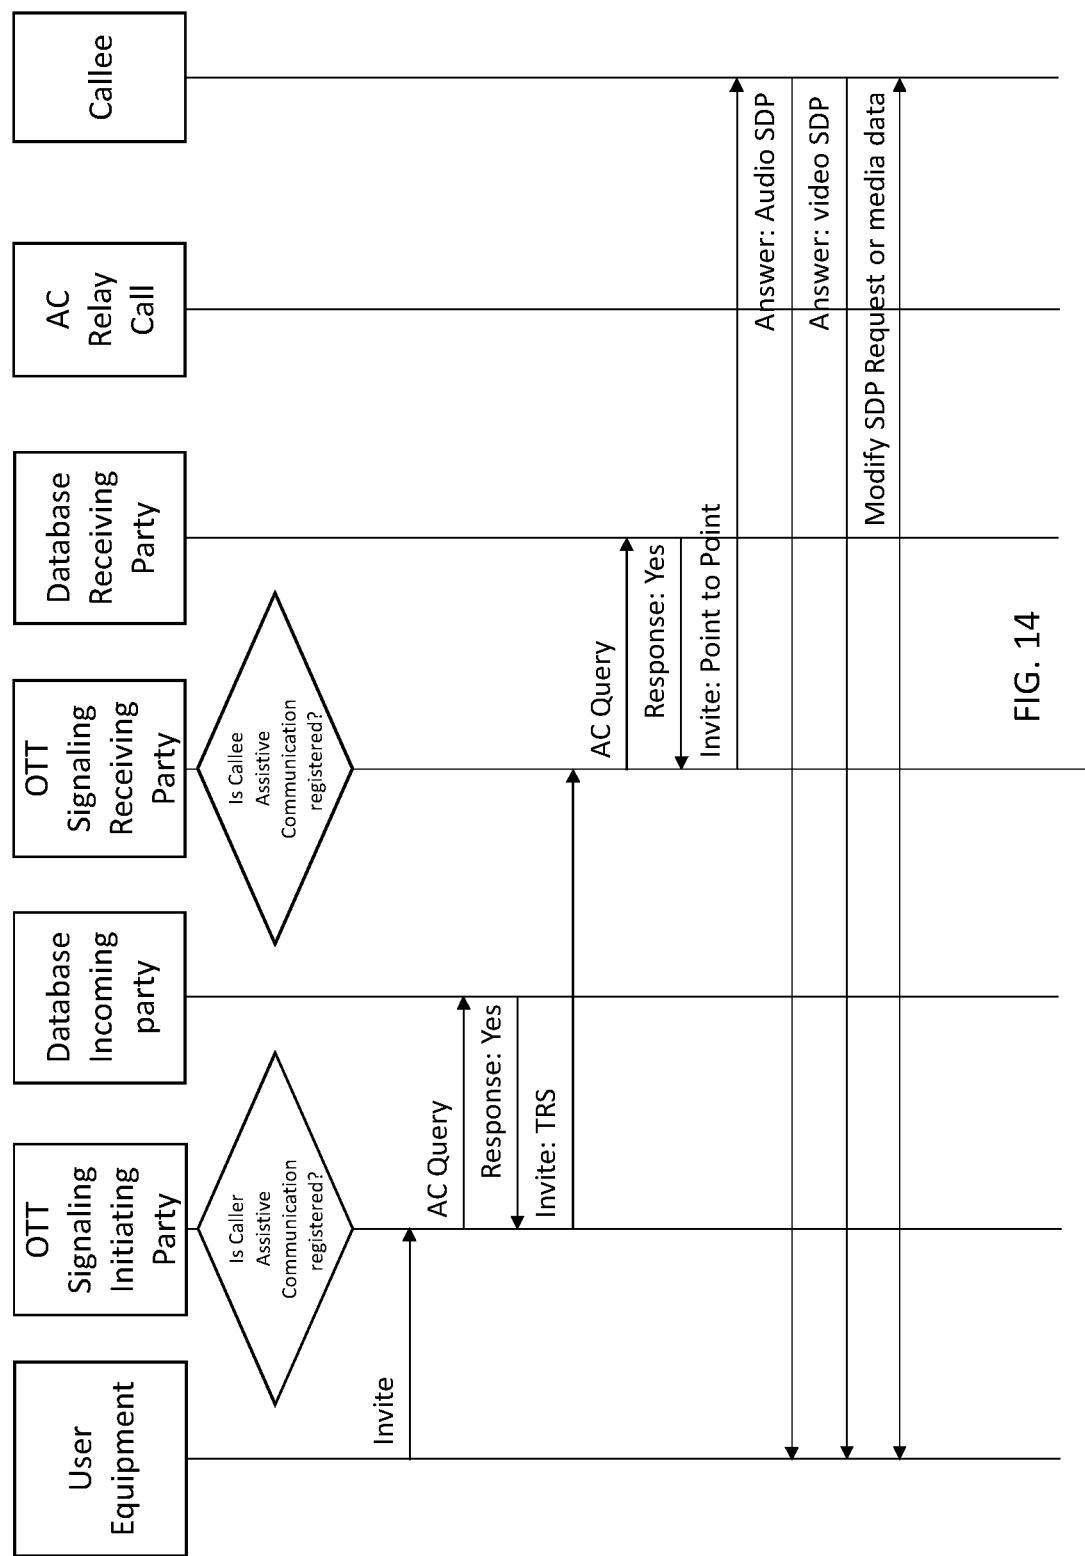 User
Equipment
OTT
Signaling
Initiating
Party
Database
Incoming
party
OTT
Signaling
Receiving
Party
Database
Receiving
Party
AC
Relay
Call
Callee
Is Caller
Assistive
Communication
registered?
Is Callee
Assistive
Communication
registered?
Invite
AC Query
Response: Yes
Invite: TRS
AC Query
Response: Yes
Invite: Point to Point
Answer: Audio SDP
Answer: video SDP
Modify SDP Request or media data
FIG. 14